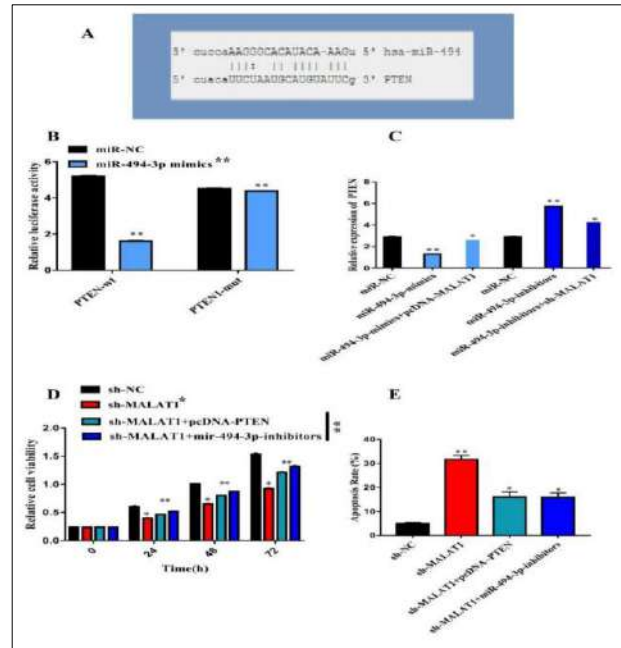 A
3' cuccaAAGGGCACAUACA-AAGu 5' hsa-miR-494
|||: || |||| |||
5' cuacaUUCUAAUGCAUGUAUUCg 3' PTEN
B
miR-NC
miR-494-3p mimics**
Relative luciferase activity
6
4
2
0
**
**
PTEN-wt
PTEN1-mut
C
Relative expression of PTEN
8
6
4
2
0
**
*
**
*
miR-NC
miR-494-3p-mimics
miR-494-3p-mimics+pcDNA-MALAT1
miR-NC
miR-494-3p-inhibitors
miR-494-3p-inhibitors+sh-MALAT1
D
sh-NC
sh-MALAT1*
sh-MALAT1+pcDNA-PTEN
sh-MALAT1+mir-494-3p-inhibitors
**
Relative cell viability
2.0
1.5
1.0
0.5
0.0
*
**
*
**
*
**
0
24
48
72
Time(h)
E
Apoptosis Rate (%)
40
30
20
10
0
**
*
*
sh-NC
sh-MALAT1
sh-MALAT1+pcDNA-PTEN
sh-MALAT1+miR-494-3p-inhibitors